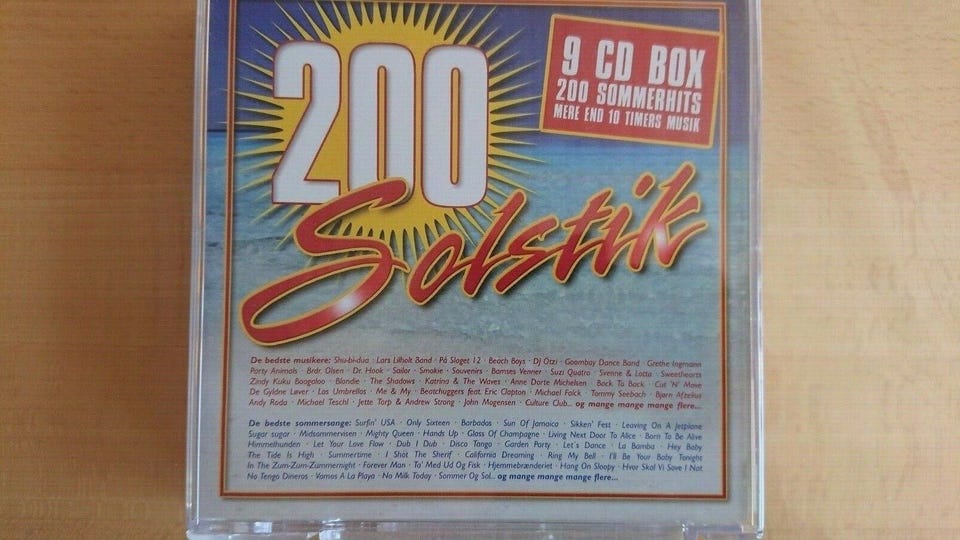 200
Solstik
9 CD BOX
200 SOMMERHITS
MERE END 10 TIMERS MUSIK
De bedste musikere: Shu-bi-dua · Lars Lilholt Band · På Slaget 12 · Beach Boys · DJ Ötzi · Goombay Dance Band · Grethe Ingmann
Party Animals · Brdr. Olsen · Dr. Hook · Sailor · Smokie · Souvenirs · Bamses Venner · Suzi Quatro · Svenne & Lotta · Sweethearts
Zindy Kuku Boogaloo · Blondie · The Shadows · Katrina & The Waves · Anne Dorte Michelsen · Back To Back · Cut 'N' Move
De Gyldne Løver · Los Umbrellos · Me & My · Beatchuggers feat. Eric Clapton · Michael Falck · Tommy Seebach · Bjørn Afzelius
Andy Roda · Michael Teschl · Jette Torp & Andrew Strong · John Mogensen · Culture Club... og mange mange mange flere...
De bedste sommersange: Surfin' USA · Only Sixteen · Barbados · Sun Of Jamaica · Sikken' Fest · Leaving On A Jetplane
Sugar sugar · Midsommervisen · Mighty Queen · Hands Up · Glass Of Champagne · Living Next Door To Alice · Born To Be Alive
Himmelhunden · Let Your Love Flow · Dub I Dub · Disco Tango · Garden Party · Let's Dance · La Bamba · Hey Baby
The Tide Is High · Summertime · I Shot The Sherif · California Dreaming · Ring My Bell · I'll Be Your Baby Tonight
In The Zum-Zum-Zummernight · Forever Man · Ta' Med Ud Og Fisk · Hjemmebrænderiet · Hang On Sloopy · Hvor Skal Vi Sove I Nat
No Tengo Dineros · Vamos A La Playa · No Milk Today · Sommer Og Sol... og mange mange mange flere...